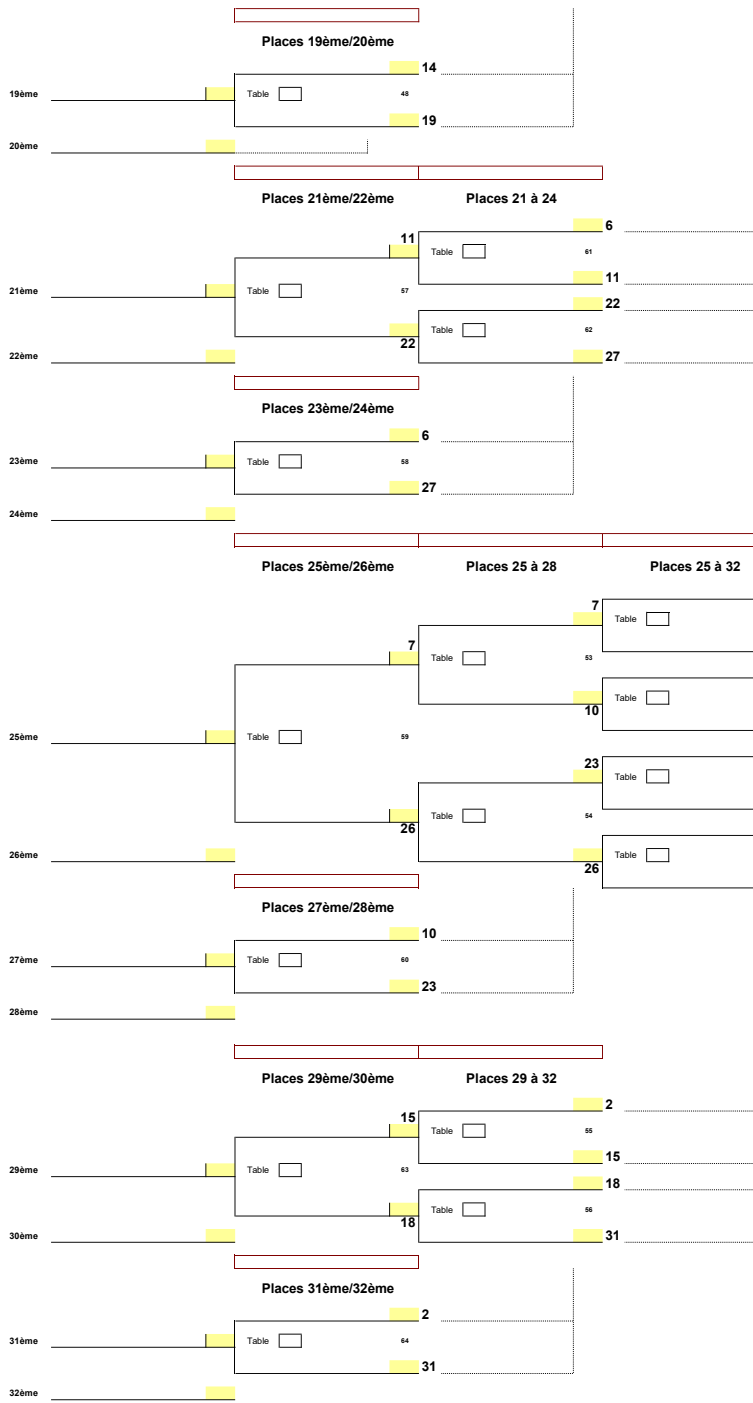 Places 19ème/20ème
14
19ème Table 48
19
20ème
Places 21ème/22ème Places 21 à 24
6
11 Table 61
11
21ème Table 57
22
22 Table 62
22ème 27
Places 23ème/24ème
6
23ème Table 58
27
24ème
Places 25ème/26ème Places 25 à 28 Places 25 à 32
7 Table
7 Table 53
10 Table
25ème Table 59
23 Table
26 Table 54
26ème 26 Table
Places 27ème/28ème
10
27ème Table 60
23
28ème
Places 29ème/30ème Places 29 à 32
2
15 Table 55
15
29ème Table 63
18
18 Table 56
30ème 31
Places 31ème/32ème
2
31ème Table 64
31
32ème